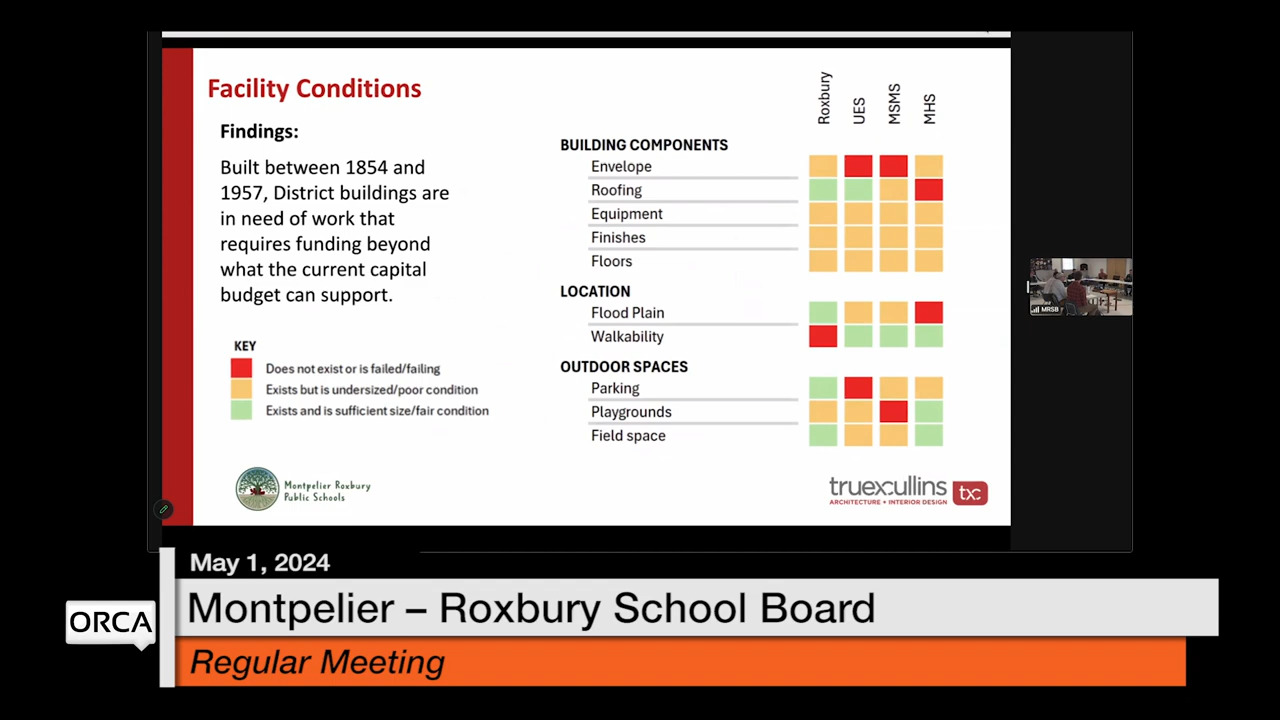 Facility Conditions
Findings:
Built between 1854 and
1957, District buildings are
in need of work that
requires funding beyond
what the current capital
budget can support.
KEY
Does not exist or is failed/failing
Exists but is undersized/poor condition
Exists and is sufficient size/fair condition
Roxbury
UES
MSMS
MHS
BUILDING COMPONENTS
Envelope
Roofing
Equipment
Finishes
Floors
LOCATION
Flood Plain
Walkability
OUTDOOR SPACES
Parking
Playgrounds
Field space
Montpelier Roxbury
Public Schools
truexcullins
ARCHITECTURE + INTERIOR DESIGN
txc
MRSB
May 1, 2024
ORCA
Montpelier – Roxbury School Board
Regular Meeting